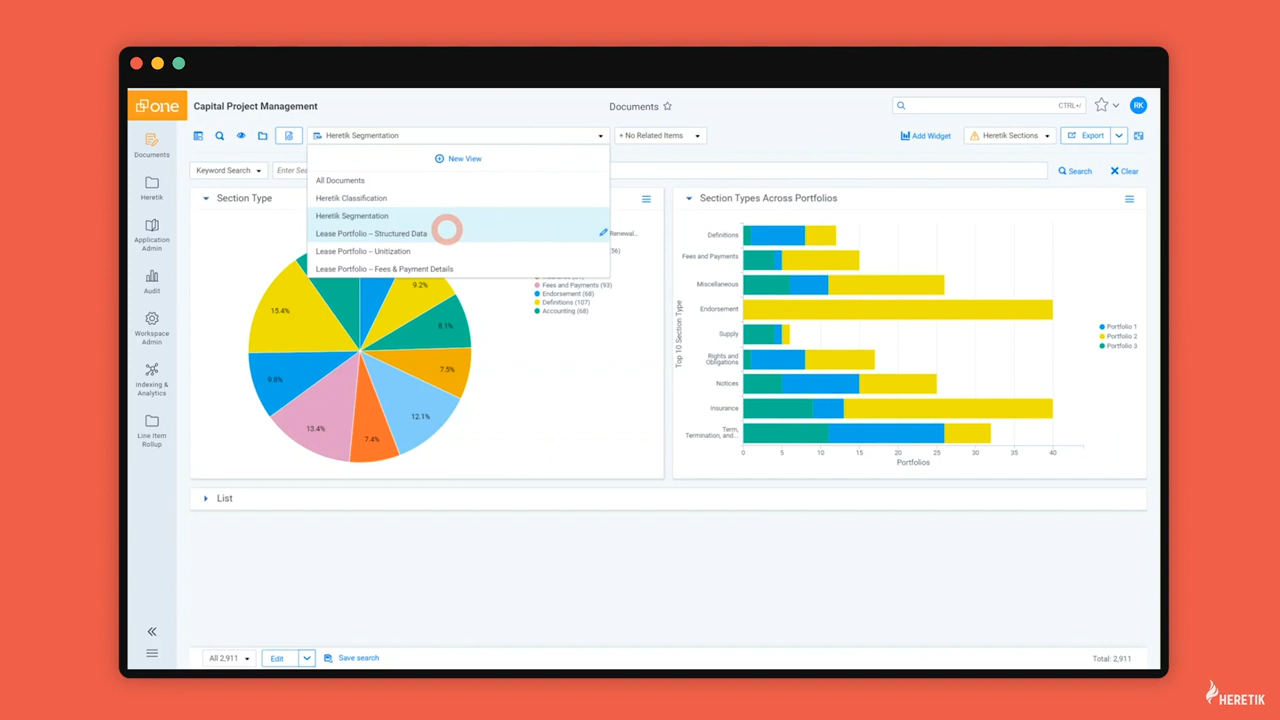 one
Capital Project Management
Documents
CTRL+/
RK
Heretik Segmentation
+ No Related Items
Add Widget
Heretik Sections
Export
Keyword Search
Search
Clear
New View
All Documents
Heretik Classification
Heretik Segmentation
Lease Portfolio – Structured Data
Lease Portfolio – Unitization
Lease Portfolio – Fees & Payment Details
Documents
Heretik
Application
Admin
Audit
Workspace
Admin
Indexing &
Analytics
Line Item
Rollup
Section Type
Renewal...
Fees and Payments (93)
Endorsement (68)
Definitions (107)
Accounting (68)
9.2%
8.1%
7.5%
12.1%
7.4%
13.4%
9.8%
15.4%
Section Types Across Portfolios
Top 10 Section Type
Definitions
Fees and Payments
Miscellaneous
Endorsement
Supply
Rights and
Obligations
Notices
Insurance
Term,
Termination, and...
0 5 10 15 20 25 30 35 40
Portfolios
Portfolio 1
Portfolio 2
Portfolio 3
List
All 2,911
Edit
Save search
Total: 2,911
HERETIK